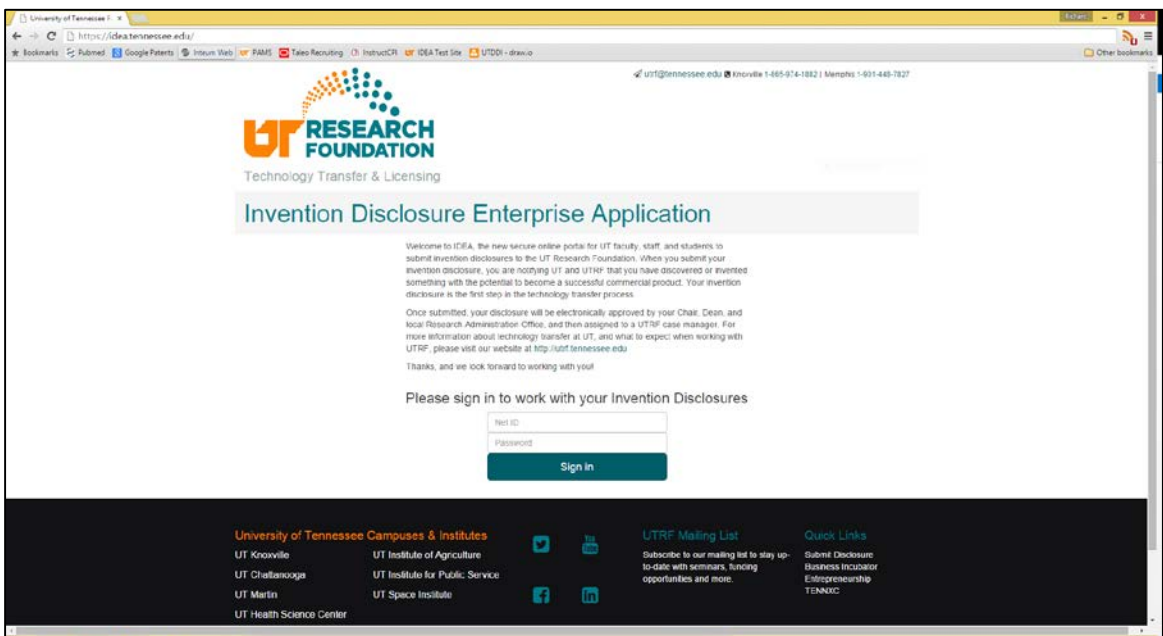 University of Tennessee F
Richard
https://idea.tennessee.edu/
Bookmarks Pubmed Google Patents Inteum Web PAMS Taleo Recruiting InstructCPI IDEA Test Site UTDDI - draw.io Other bookmarks
utrf@tennessee.edu Knoxville 1-865-974-1882 | Memphis 1-901-448-7827
UT RESEARCH
FOUNDATION
Technology Transfer & Licensing
Invention Disclosure Enterprise Application
Welcome to IDEA, the new secure online portal for UT faculty, staff, and students to
submit invention disclosures to the UT Research Foundation. When you submit your
invention disclosure, you are notifying UT and UTRF that you have discovered or invented
something with the potential to become a successful commercial product. Your invention
disclosure is the first step in the technology transfer process.
Once submitted, your disclosure will be electronically approved by your Chair, Dean, and
local Research Administration Office, and then assigned to a UTRF case manager. For
more information about technology transfer at UT, and what to expect when working with
UTRF, please visit our website at http://utrf.tennessee.edu
Thanks, and we look forward to working with you!
Please sign in to work with your Invention Disclosures
Net ID
Password
Sign in
University of Tennessee Campuses & Institutes
UT Knoxville
UT Chattanooga
UT Martin
UT Health Science Center
UT Institute of Agriculture
UT Institute for Public Service
UT Space Institute
You Tube
UTRF Mailing List
Subscribe to our mailing list to stay up-
to-date with seminars, funding
opportunities and more.
Quick Links
Submit Disclosure
Business Incubator
Entrepreneurship
TENNXC